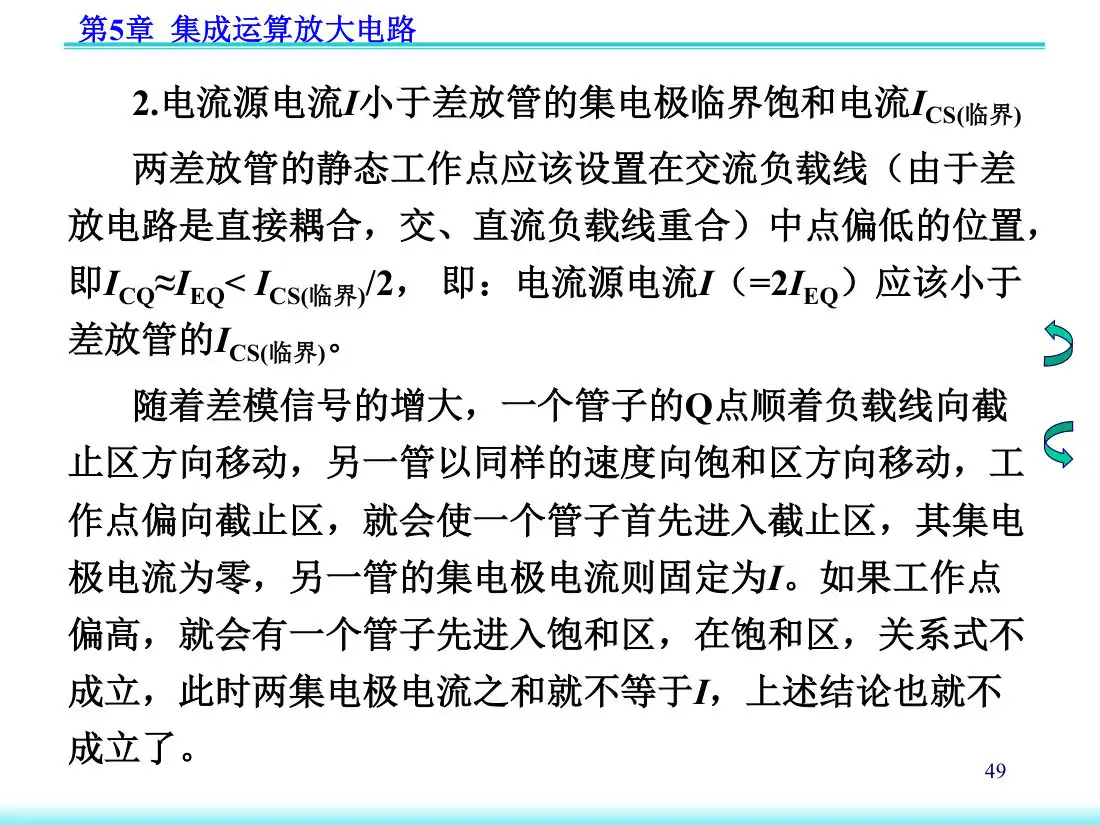 第5章 集成运算放大电路
2.电流源电流I小于差放管的集电极临界饱和电流ICS(临界)
两差放管的静态工作点应该设置在交流负载线（由于差
放电路是直接耦合，交、直流负载线重合）中点偏低的位置，
即ICQ≈IEQ< ICS(临界)/2， 即：电流源电流I（=2IEQ）应该小于
差放管的ICS(临界)。
随着差模信号的增大，一个管子的Q点顺着负载线向截
止区方向移动，另一管以同样的速度向饱和区方向移动，工
作点偏向截止区，就会使一个管子首先进入截止区，其集电
极电流为零，另一管的集电极电流则固定为I。如果工作点
偏高，就会有一个管子先进入饱和区，在饱和区，关系式不
成立，此时两集电极电流之和就不等于I，上述结论也就不
成立了。
49